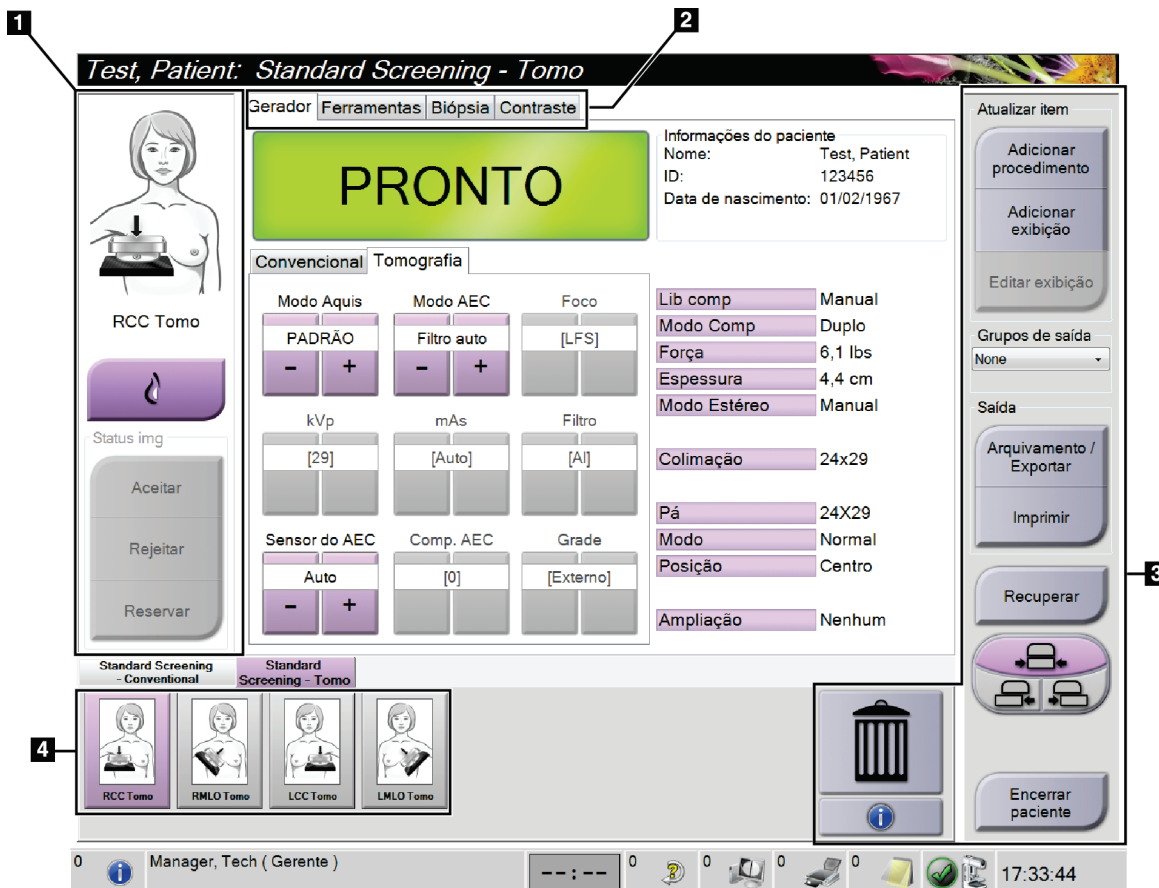 1
2
Test, Patient: Standard Screening - Tomo
Gerador Ferramentas Biópsia Contraste
PRONTO
Informações do paciente
Nome: Test, Patient
ID: 123456
Data de nascimento: 01/02/1967
RCC Tomo
Status img
Aceitar
Rejeitar
Reservar
Convencional Tomografia
Modo Aquis Modo AEC Foco
PADRÃO Filtro auto [LFS]
- + - +
kVp mAs Filtro
[29] [Auto] [Al]
Sensor do AEC Comp. AEC Grade
Auto [0] [Externo]
- +
Lib comp Manual
Modo Comp Duplo
Força 6,1 lbs
Espessura 4,4 cm
Modo Estéreo Manual
Colimação 24x29
Pá 24X29
Modo Normal
Posição Centro
Ampliação Nenhum
Atualizar item
Adicionar
procedimento
Adicionar
exibição
Editar exibição
Grupos de saída
None
Saída
Arquivamento /
Exportar
Imprimir
3
Recuperar
Encerrar
paciente
Standard Screening
- Conventional
Standard
Screening - Tomo
4
RCC Tomo RMLO Tomo LCC Tomo LMLO Tomo
0 Manager, Tech ( Gerente ) --:-- 0 0 0 0 17:33:44